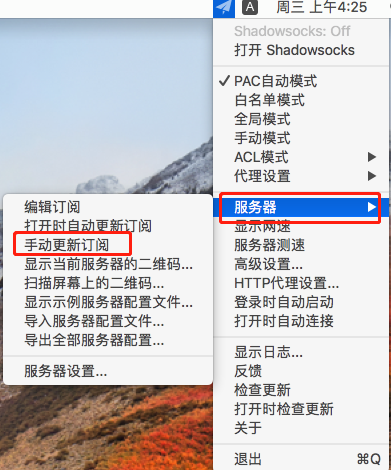 A 周三 上午4:25
Shadowsocks: Off
打开 Shadowsocks
✓ PAC自动模式
白名单模式
全局模式
手动模式
ACL模式
代理设置
服务器
显示网速
服务器测速
高级设置...
HTTP代理设置...
登录时自动启动
打开时自动连接
显示日志...
反馈
检查更新
打开时检查更新
关于
退出 ⌘Q
编辑订阅
打开时自动更新订阅
手动更新订阅
显示当前服务器的二维码...
扫描屏幕上的二维码...
显示示例服务器配置文件...
导入服务器配置文件...
导出全部服务器配置...
服务器设置...